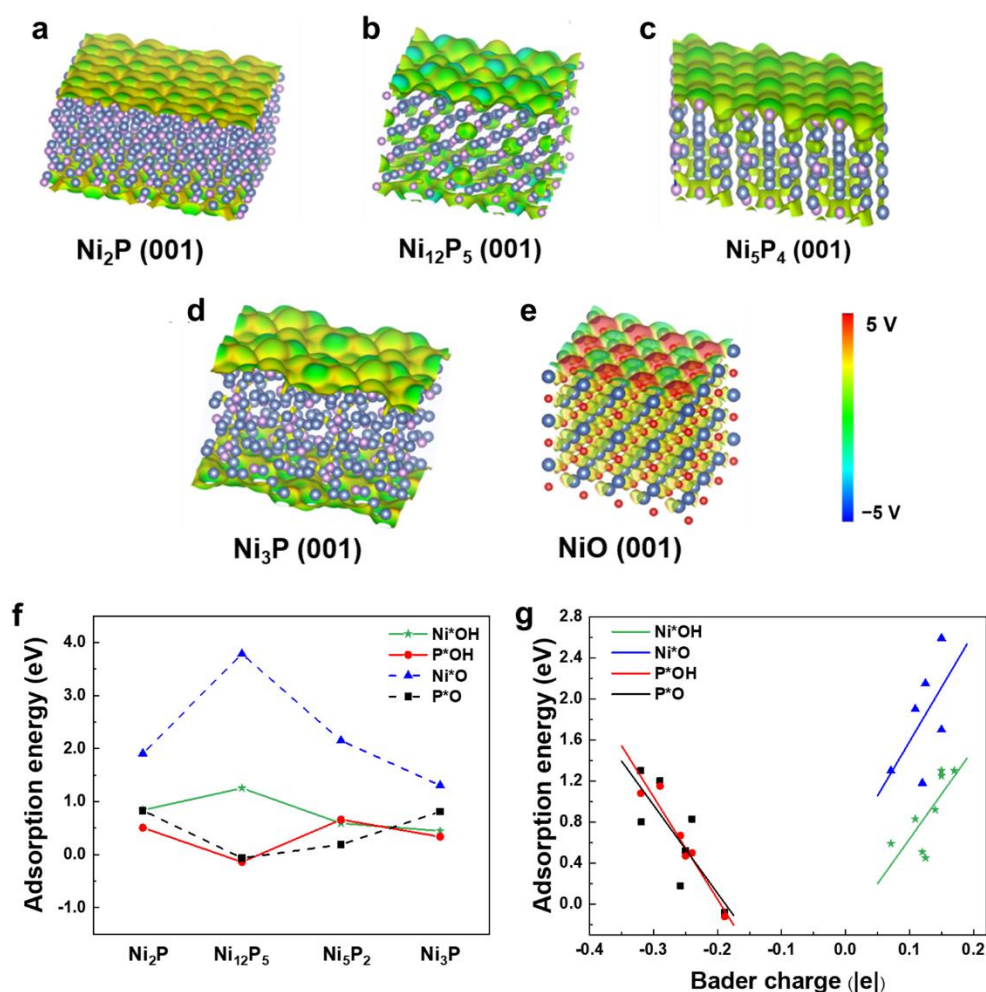 a
b
c
Ni₂P (001)
Ni₁₂P₅ (001)
Ni₅P₄ (001)
d
e
5 V
−5 V
Ni₃P (001)
NiO (001)
f
Adsorption energy (eV)
4.0
3.0
2.0
1.0
0.0
-1.0
Ni*OH
P*OH
Ni*O
P*O
Ni₂P
Ni₁₂P₅
Ni₅P₂
Ni₃P
g
Adsorption energy (eV)
2.8
2.4
2.0
1.6
1.2
0.8
0.4
0.0
Ni*OH
Ni*O
P*OH
P*O
-0.4
-0.3
-0.2
-0.1
0.0
0.1
0.2
Bader charge (|e|)